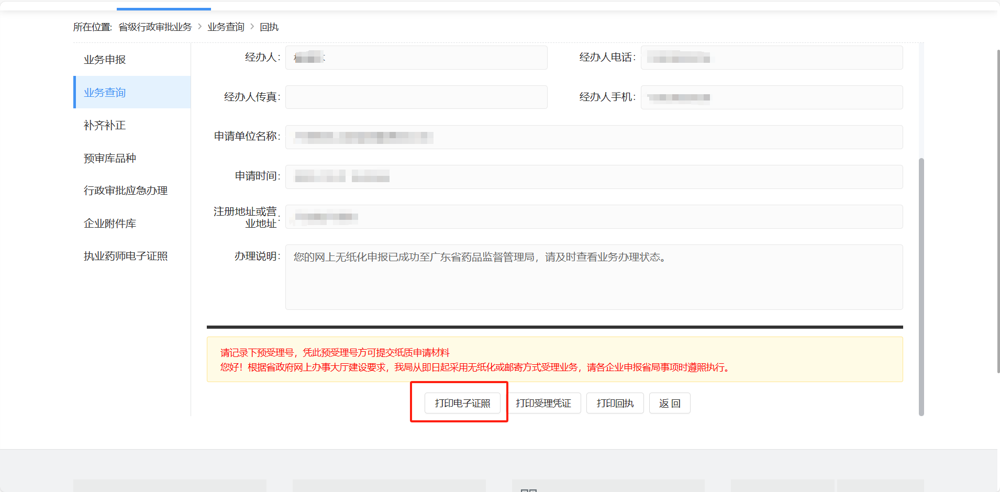 所在位置: 省级行政审批业务 > 业务查询 > 回执
业务申报
业务查询
补齐补正
预审库品种
行政审批应急办理
企业附件库
执业药师电子证照
经办人:
经办人电话:
经办人传真:
经办人手机:
申请单位名称:
申请时间:
注册地址或营
业地址:
办理说明:
您的网上无纸化申报已成功至广东省药品监督管理局，请及时查看业务办理状态。
请记录下预受理号，凭此预受理号方可提交纸质申请材料
您好！根据省政府网上办事大厅建设要求，我局从即日起采用无纸化或邮寄方式受理业务，请各企业申报省局事项时遵照执行。
打印电子证照
打印受理凭证
打印回执
返 回